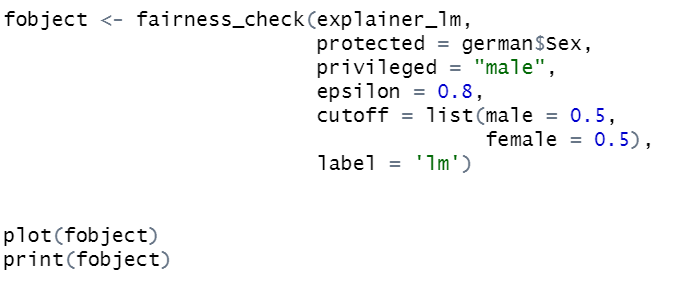 fobject <- fairness_check(explainer_lm,
protected = german$Sex,
privileged = "male",
epsilon = 0.8,
cutoff = list(male = 0.5,
female = 0.5),
label = 'lm')
plot(fobject)
print(fobject)